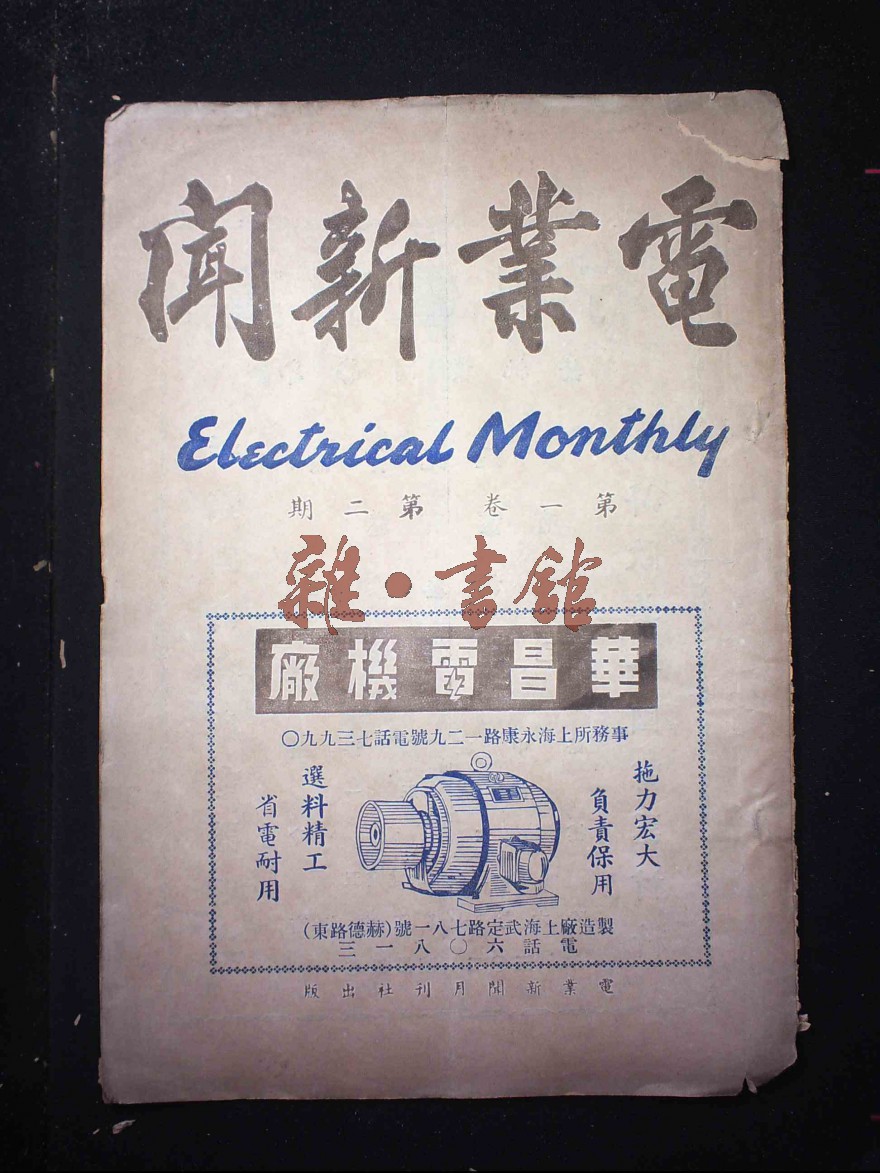 電業新聞
Electrical Monthly
第一卷 第二期
雜·書館
華昌電機廠
事務所上海永康路一二九號電話七三九九〇
拖力宏大
負責保用
選料精工
省電耐用
製造廠上海武定路七八一號(赫德路東)
電話六〇八一三
電業新聞月刊社出版